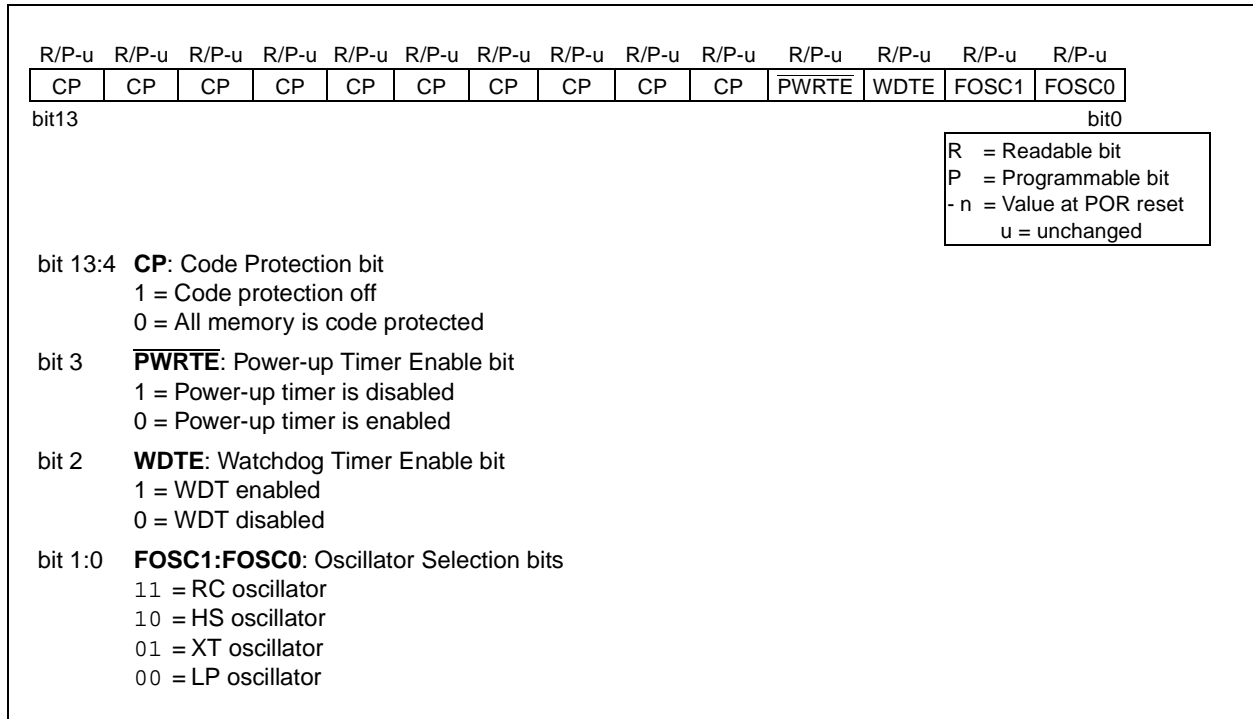 R/P-u R/P-u R/P-u R/P-u R/P-u R/P-u R/P-u R/P-u R/P-u R/P-u R/P-u R/P-u R/P-u R/P-u
CP CP CP CP CP CP CP CP CP CP PWRTE WDTE FOSC1 FOSC0
bit13 bit0
R = Readable bit
P = Programmable bit
- n = Value at POR reset
u = unchanged
bit 13:4 CP: Code Protection bit
1 = Code protection off
0 = All memory is code protected
bit 3 PWRTE: Power-up Timer Enable bit
1 = Power-up timer is disabled
0 = Power-up timer is enabled
bit 2 WDTE: Watchdog Timer Enable bit
1 = WDT enabled
0 = WDT disabled
bit 1:0 FOSC1:FOSC0: Oscillator Selection bits
11 = RC oscillator
10 = HS oscillator
01 = XT oscillator
00 = LP oscillator